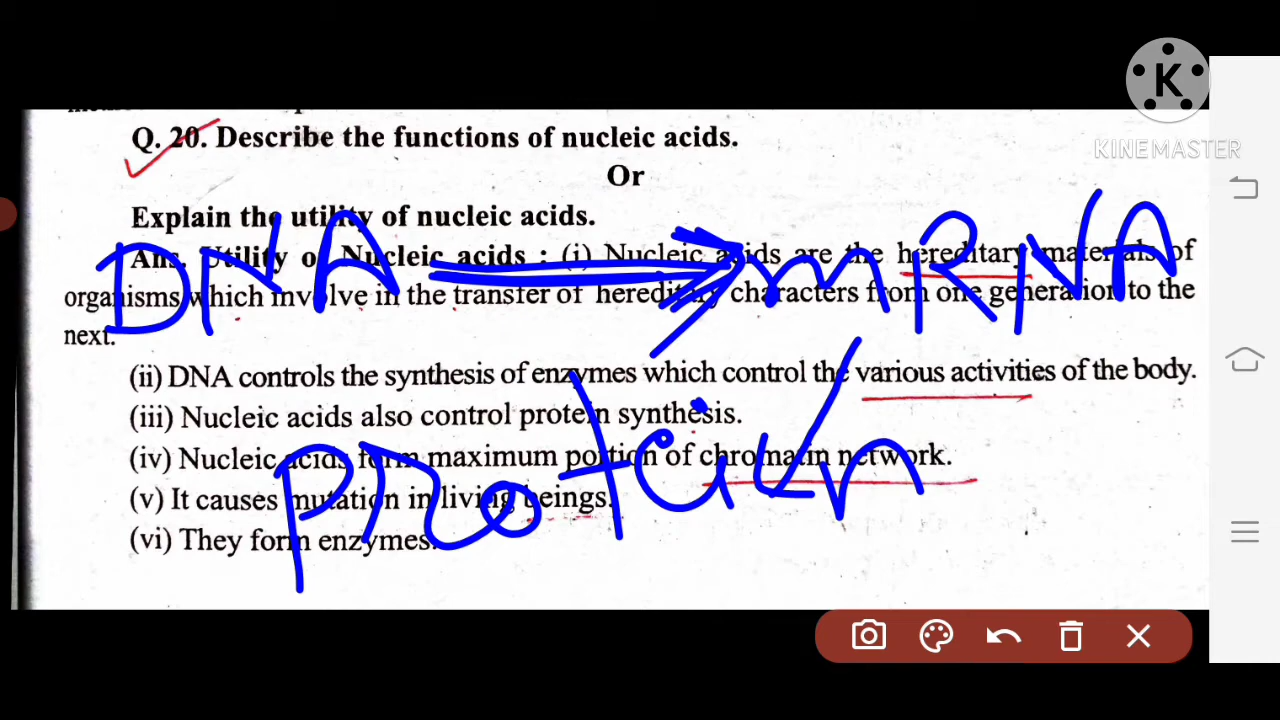 K
KINEMASTER
Q. 20. Describe the functions of nucleic acids.
Or
Explain the utility of nucleic acids.
Ans. Utility of Nucleic acids : (i) Nucleic acids are the hereditary materials of
organisms which involve in the transfer of hereditary characters from one generation to the
next.
DNA mRNA
(ii) DNA controls the synthesis of enzymes which control the various activities of the body.
(iii) Nucleic acids also control protein synthesis.
(iv) Nucleic acids form maximum portion of chromatin network.
(v) It causes mutation in living beings.
(vi) They form enzymes.
protein